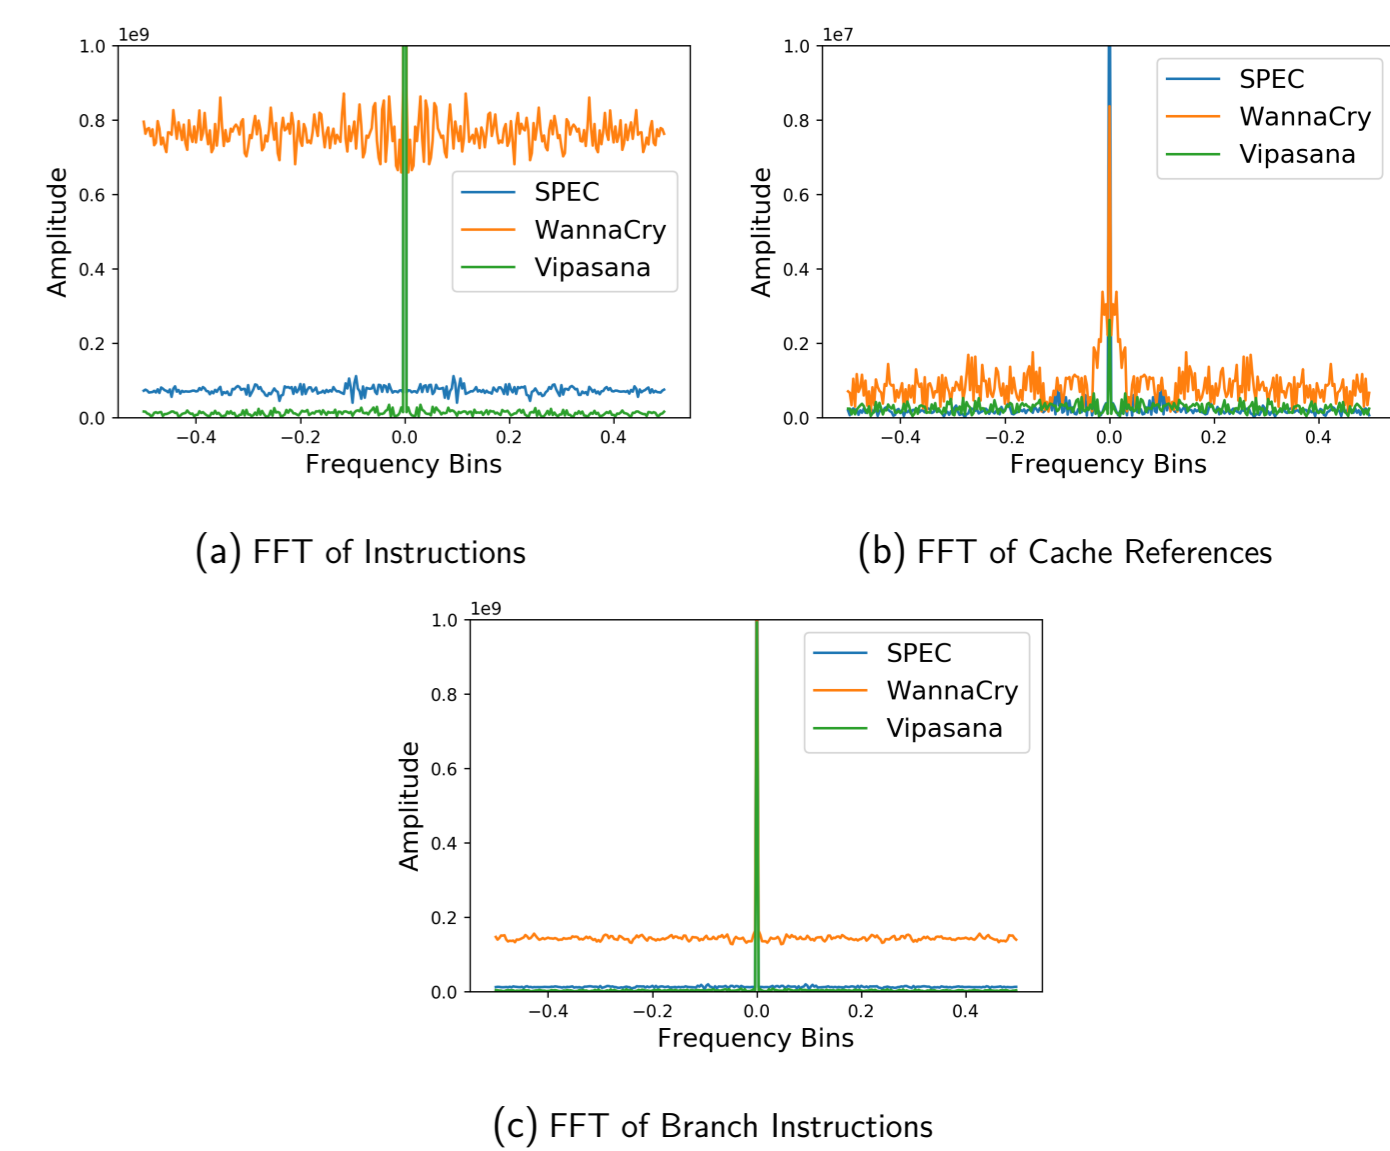 1e9
1.0
0.8
0.6
0.4
0.2
0.0
Amplitude
SPEC
WannaCry
Vipasana
−0.4 −0.2 0.0 0.2 0.4
Frequency Bins
(a) FFT of Instructions
1e7
1.0
0.8
0.6
0.4
0.2
0.0
Amplitude
SPEC
WannaCry
Vipasana
−0.4 −0.2 0.0 0.2 0.4
Frequency Bins
(b) FFT of Cache References
1e9
1.0
0.8
0.6
0.4
0.2
0.0
Amplitude
SPEC
WannaCry
Vipasana
−0.4 −0.2 0.0 0.2 0.4
Frequency Bins
(c) FFT of Branch Instructions